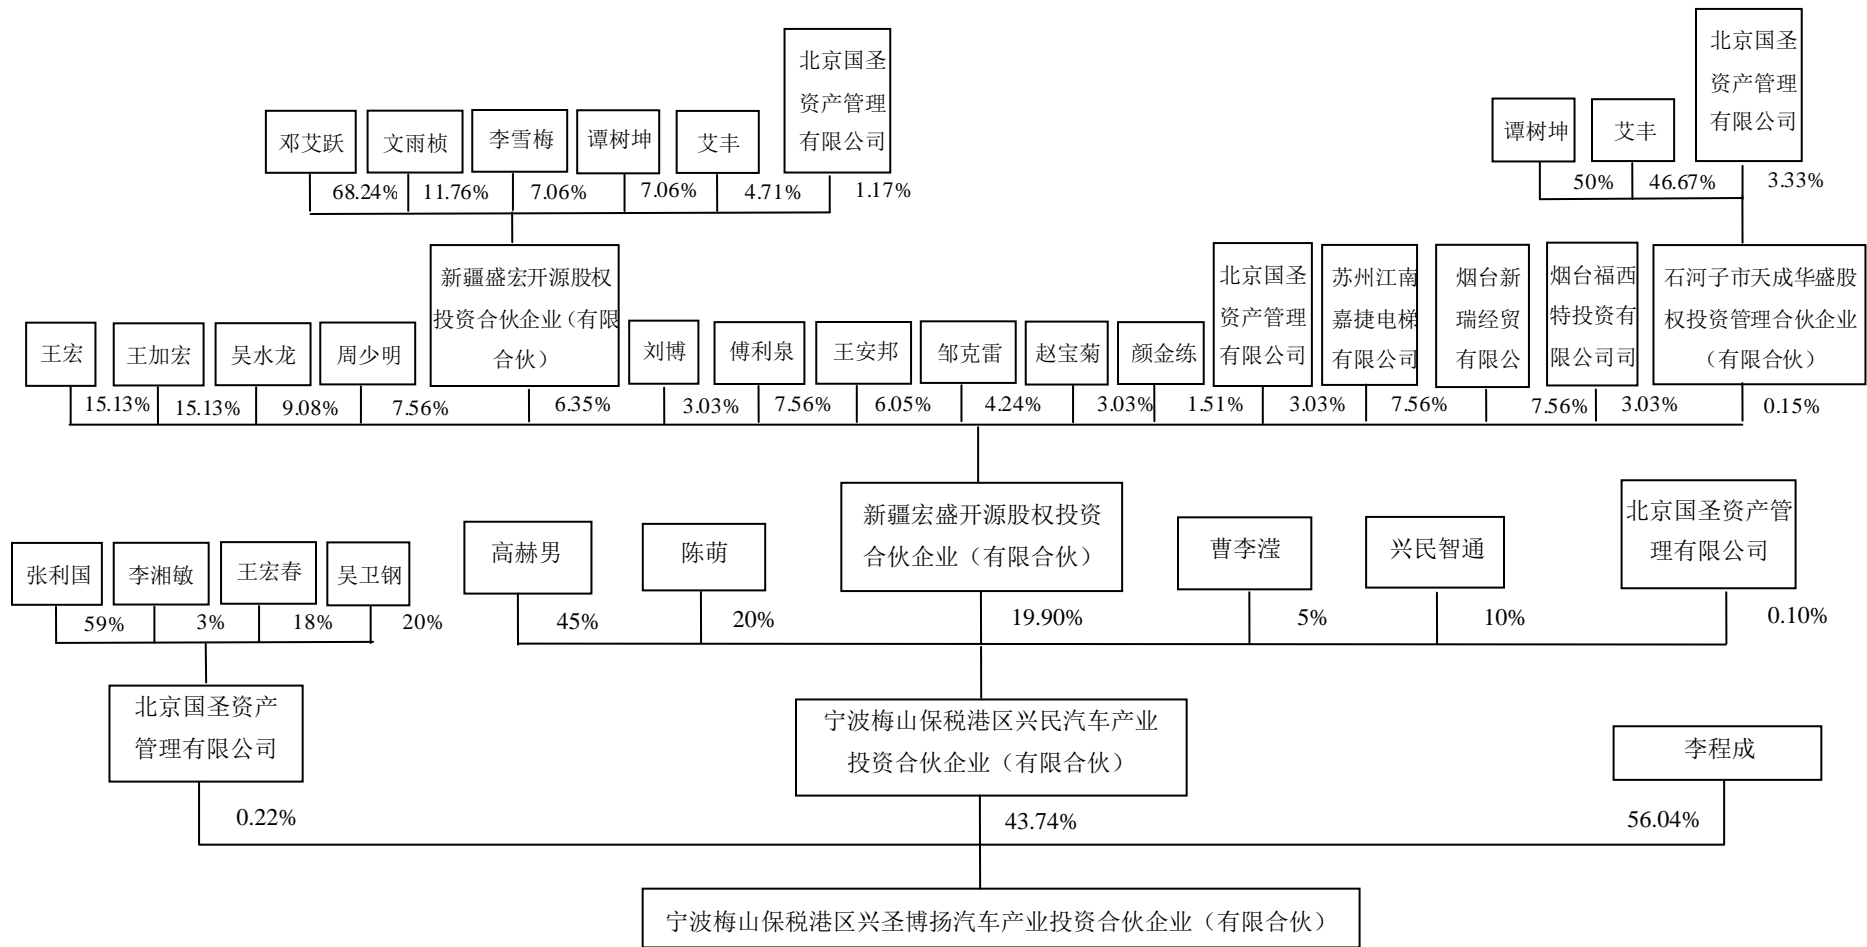 北京国圣
资产管理
有限公司
邓艾跃
文雨桢
李雪梅
谭树坤
艾丰
68.24%
11.76%
7.06%
7.06%
4.71%
1.17%
北京国圣
资产管理
有限公司
谭树坤
艾丰
50%
46.67%
3.33%
王宏
王加宏
吴水龙
周少明
新疆盛宏开源股权
投资合伙企业（有限
合伙）
刘博
傅利泉
王安邦
邹克雷
赵宝菊
颜金练
北京国圣
资产管理
有限公司
苏州江南
嘉捷电梯
有限公司
烟台新
瑞经贸
有限公
烟台福西
特投资有
限公司司
石河子市天成华盛股
权投资管理合伙企业
（有限合伙）
15.13%
15.13%
9.08%
7.56%
6.35%
3.03%
7.56%
6.05%
4.24%
3.03%
1.51%
3.03%
7.56%
7.56%
3.03%
0.15%
张利国
李湘敏
王宏春
吴卫钢
59%
3%
18%
20%
高赫男
陈萌
新疆宏盛开源股权投资
合伙企业（有限合伙）
曹李滢
兴民智通
北京国圣资产管
理有限公司
45%
20%
19.90%
5%
10%
0.10%
北京国圣资产
管理有限公司
宁波梅山保税港区兴民汽车产业
投资合伙企业（有限合伙）
李程成
0.22%
43.74%
56.04%
宁波梅山保税港区兴圣博扬汽车产业投资合伙企业（有限合伙）